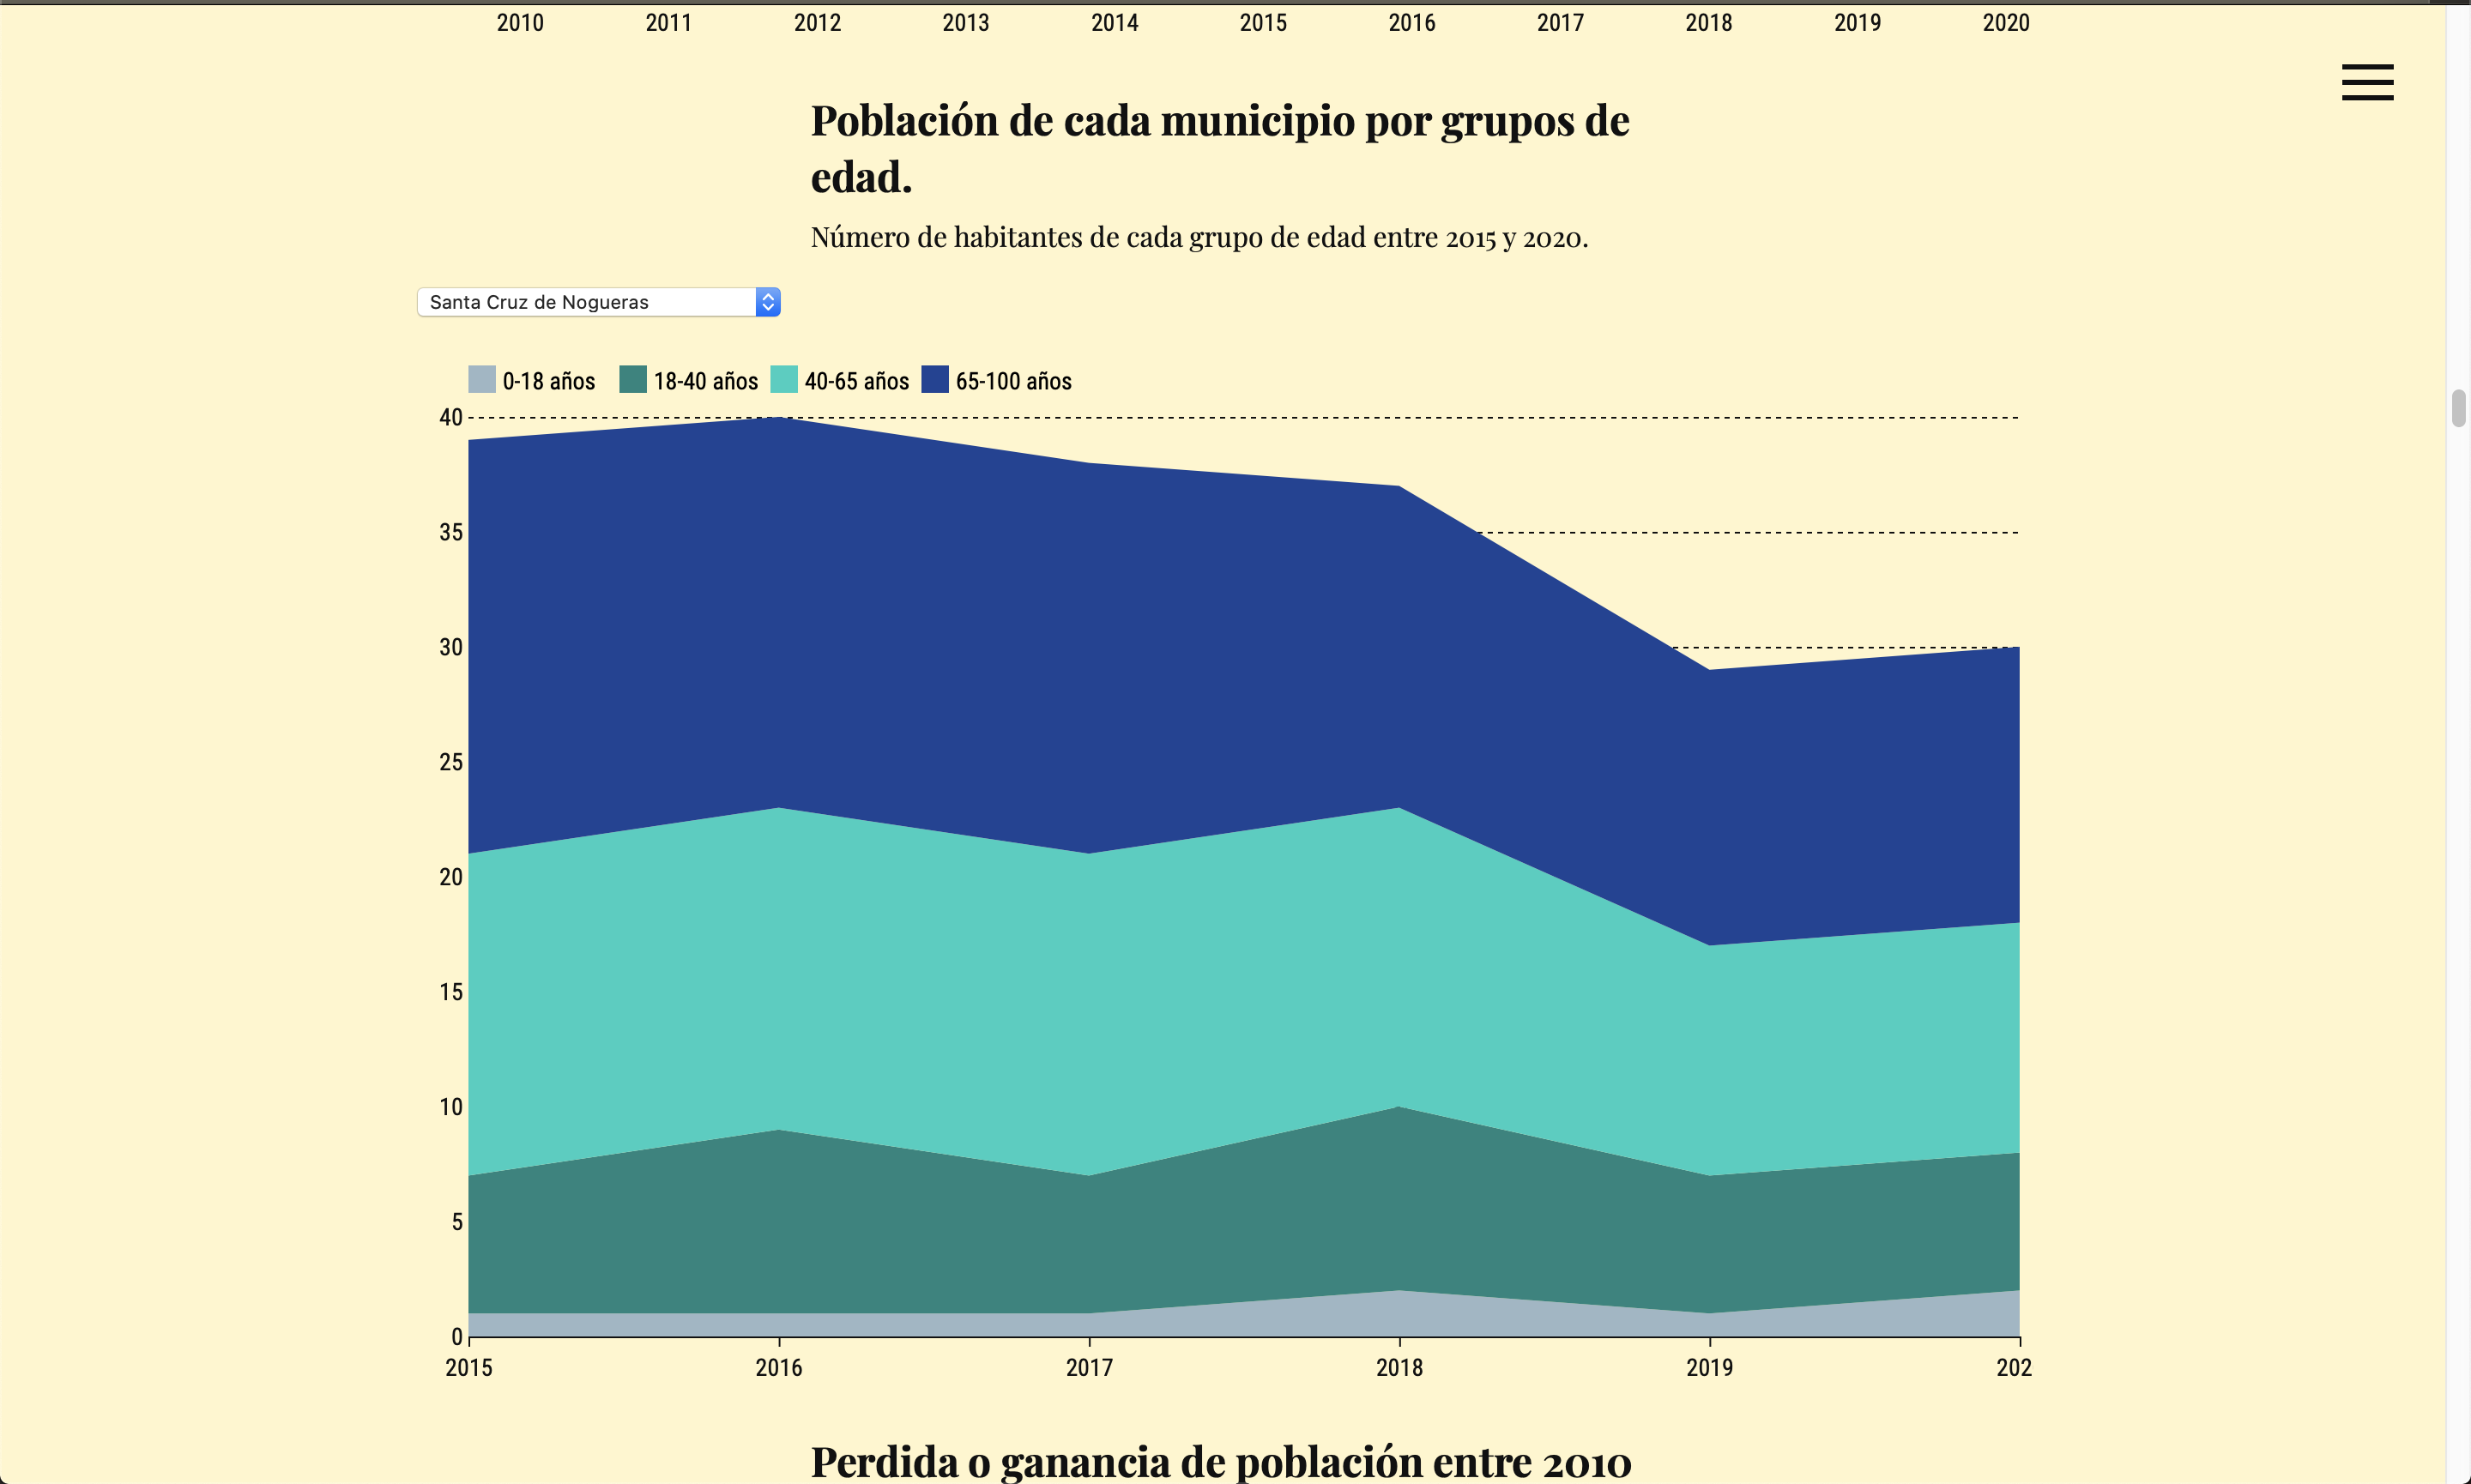 2010 2011 2012 2013 2014 2015 2016 2017 2018 2019 2020
Población de cada municipio por grupos de
edad.
Número de habitantes de cada grupo de edad entre 2015 y 2020.
Santa Cruz de Nogueras
0-18 años 18-40 años 40-65 años 65-100 años
40
35
30
25
20
15
10
5
0
2015 2016 2017 2018 2019 202
Perdida o ganancia de población entre 2010